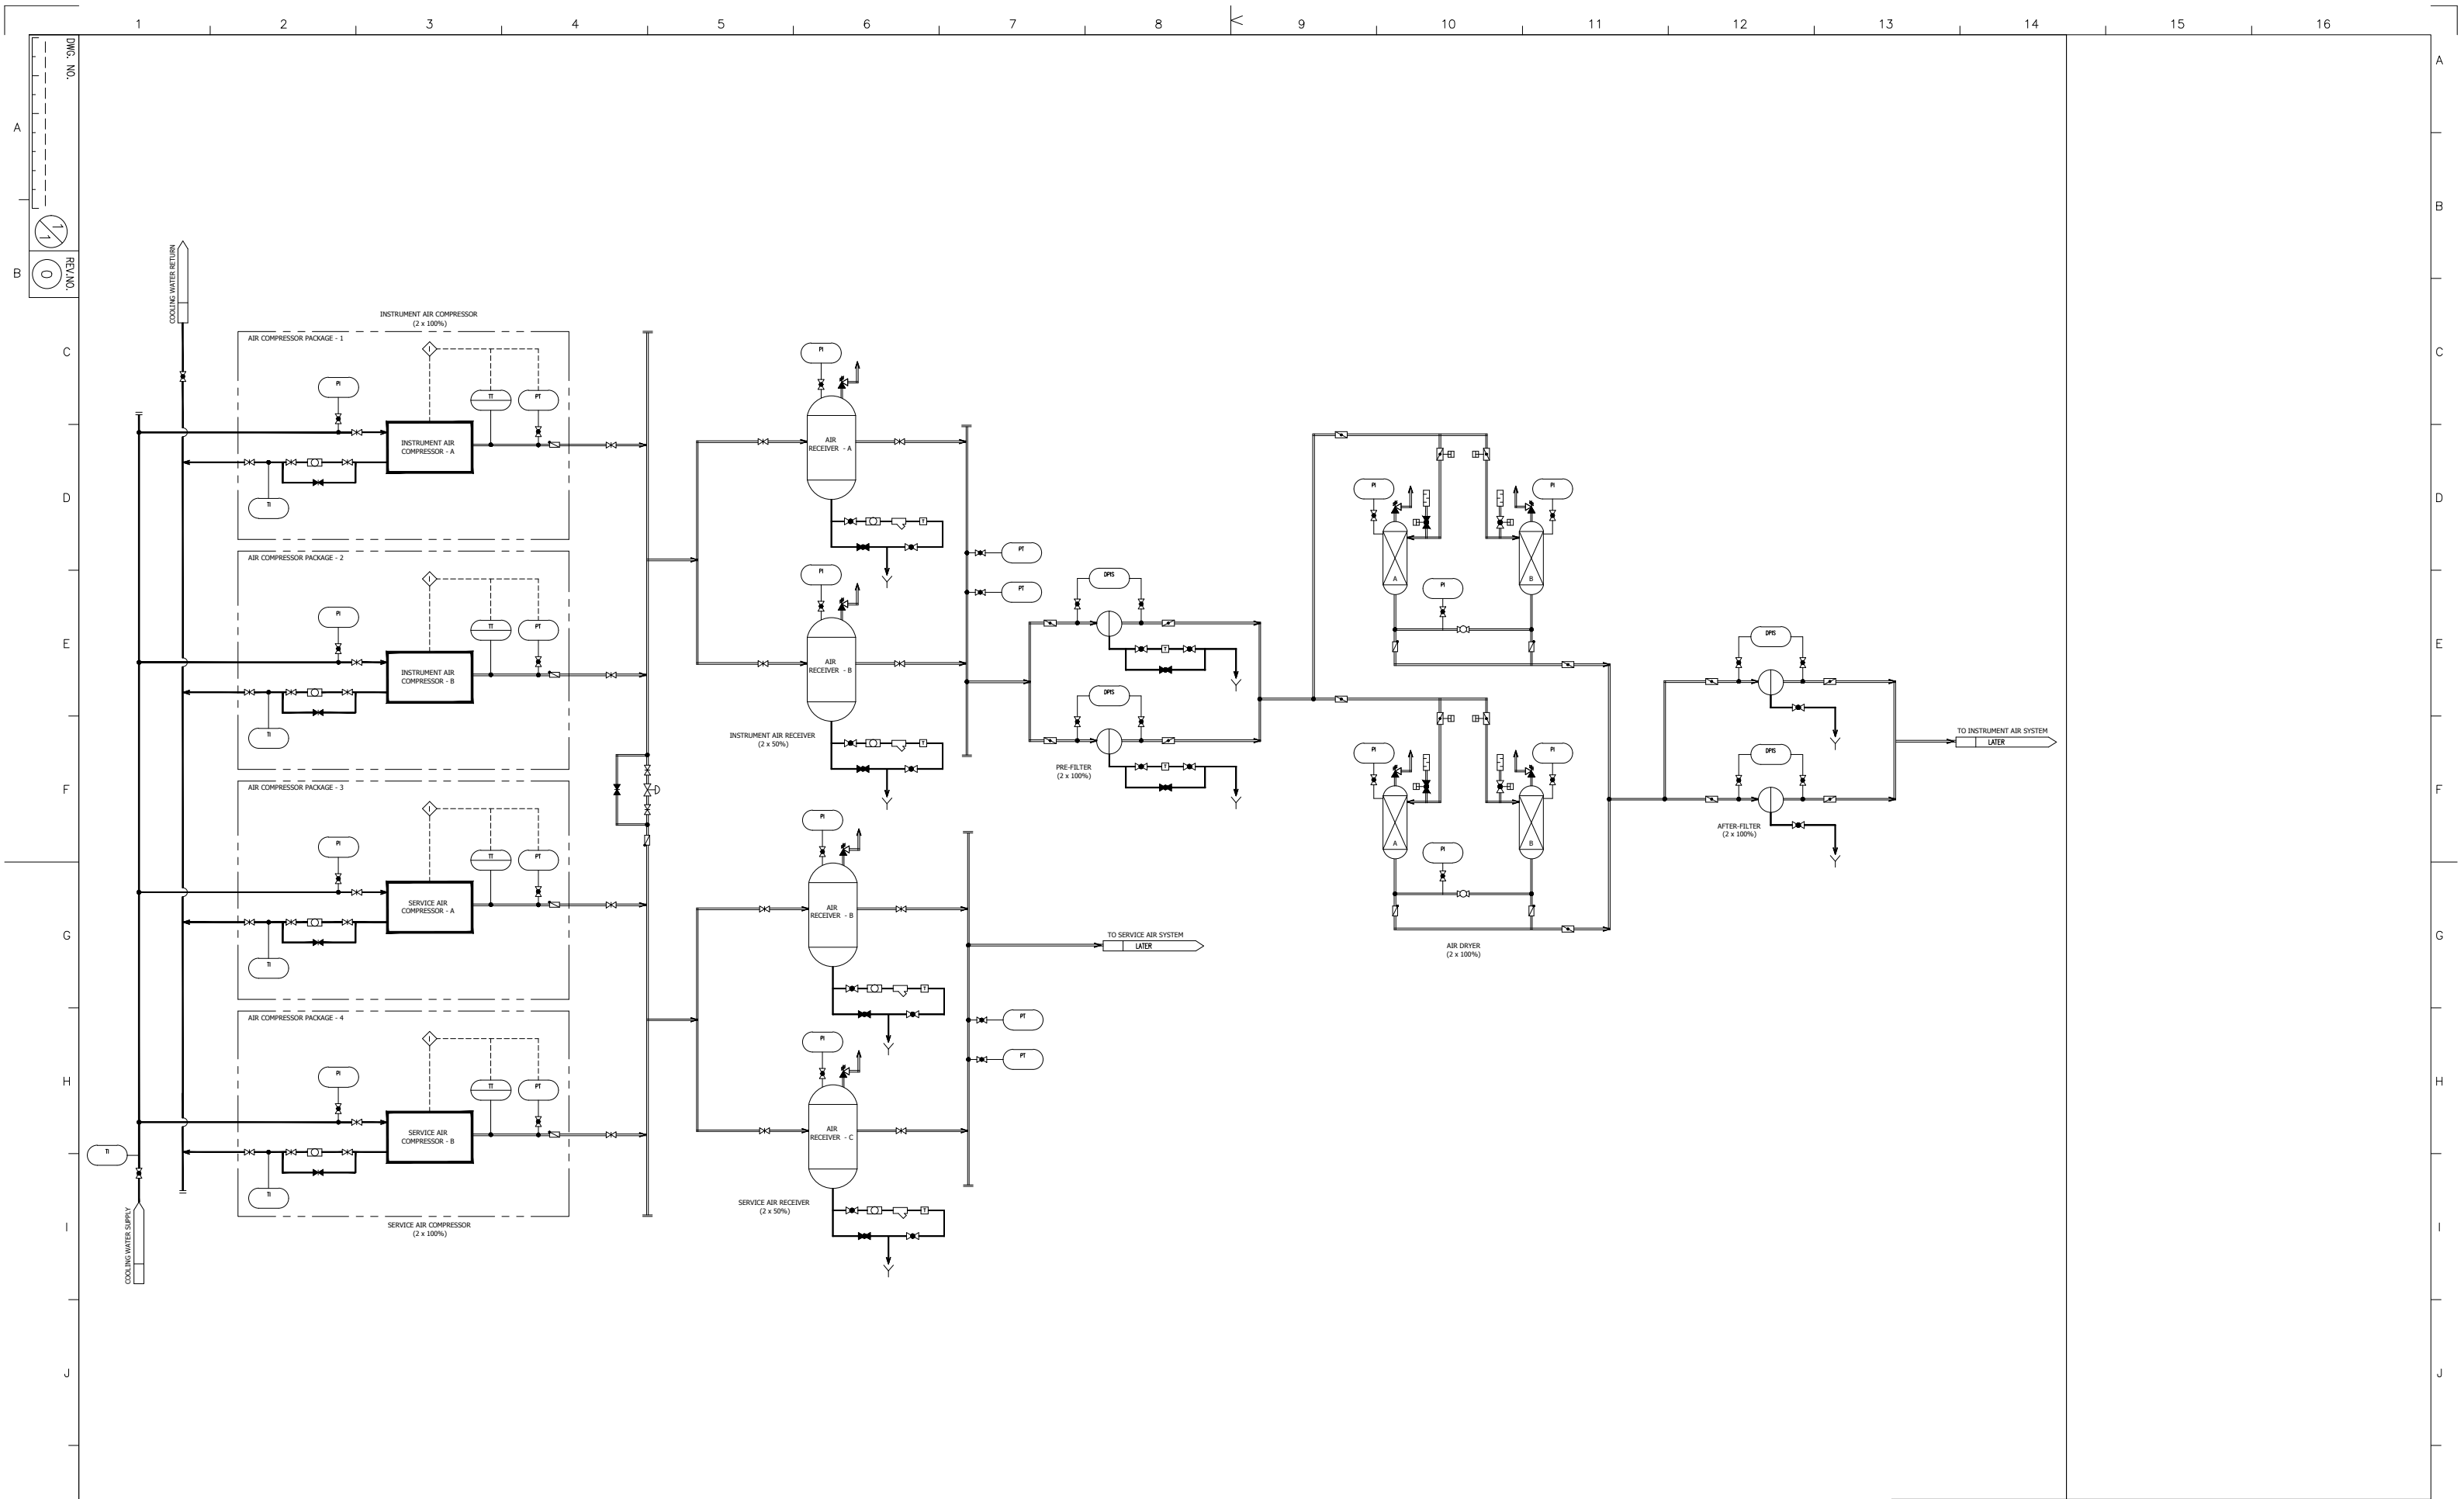 1 2 3 4 5 6 7 8 9 10 11 12 13 14 15 16
A B C D E F G H I J
A B C D E F G H I J
DWG. NO.
1/1
REV.NO.
0
COOLING WATER RETURN
COOLING WATER SUPPLY
TI
INSTRUMENT AIR COMPRESSOR
(2 x 100%)
AIR COMPRESSOR PACKAGE - 1
I
PI
TT
PT
INSTRUMENT AIR
COMPRESSOR - A
TI
AIR COMPRESSOR PACKAGE - 2
I
PI
TT
PT
INSTRUMENT AIR
COMPRESSOR - B
TI
AIR COMPRESSOR PACKAGE - 3
I
PI
TT
PT
SERVICE AIR
COMPRESSOR - A
TI
AIR COMPRESSOR PACKAGE - 4
I
PI
TT
PT
SERVICE AIR
COMPRESSOR - B
TI
SERVICE AIR COMPRESSOR
(2 x 100%)
PI
AIR
RECEIVER - A
T
PI
AIR
RECEIVER - B
T
INSTRUMENT AIR RECEIVER
(2 x 50%)
PI
AIR
RECEIVER - B
T
PI
AIR
RECEIVER - C
T
SERVICE AIR RECEIVER
(2 x 50%)
PT
PT
TO SERVICE AIR SYSTEM
LATER
PT
PT
DPIS
T
DPIS
T
PRE-FILTER
(2 x 100%)
PI
PI
A
B
PI
PI
PI
A
B
PI
AIR DRYER
(2 x 100%)
DPIS
DPIS
AFTER-FILTER
(2 x 100%)
TO INSTRUMENT AIR SYSTEM
LATER